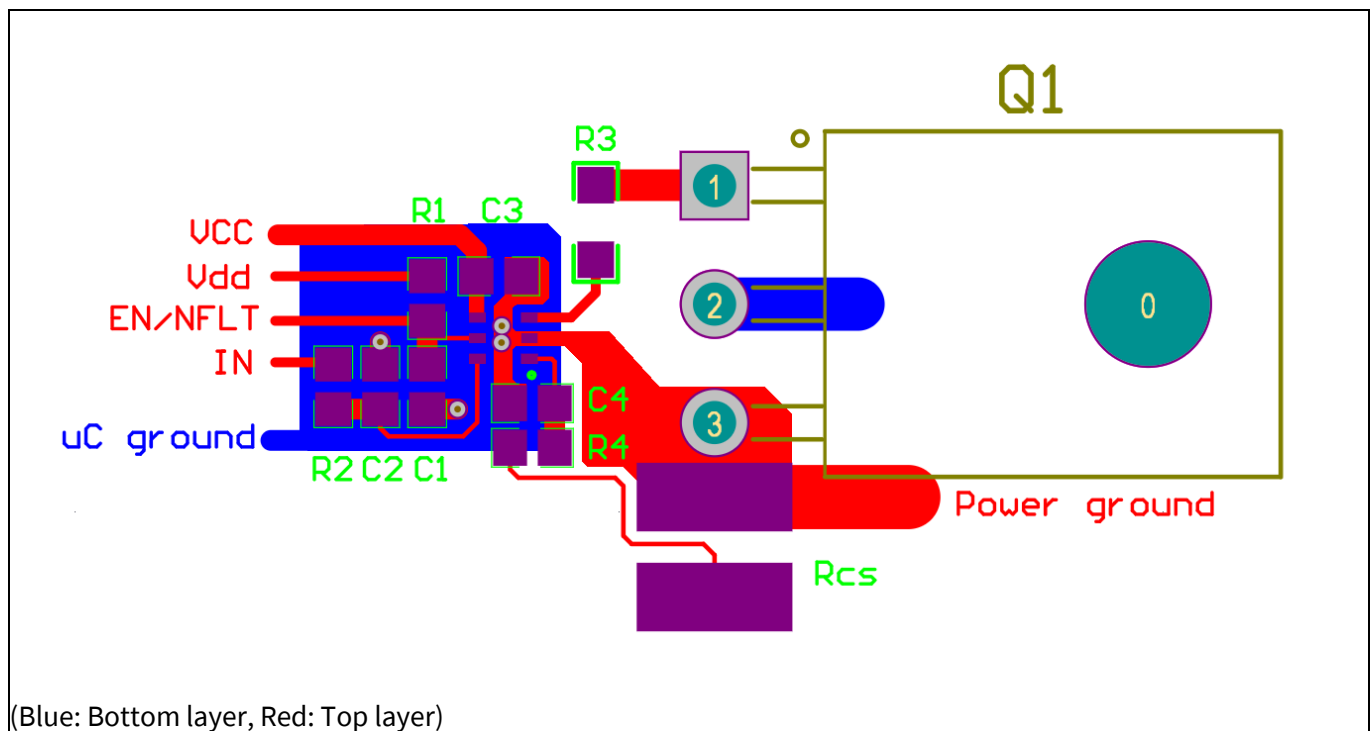 Q1
R3
1
R1 C3
VCC
Vdd
2
0
EN/NFLT
IN
C4
3
uC ground
R4
R2 C2 C1
Power ground
Rcs
(Blue: Bottom layer, Red: Top layer)